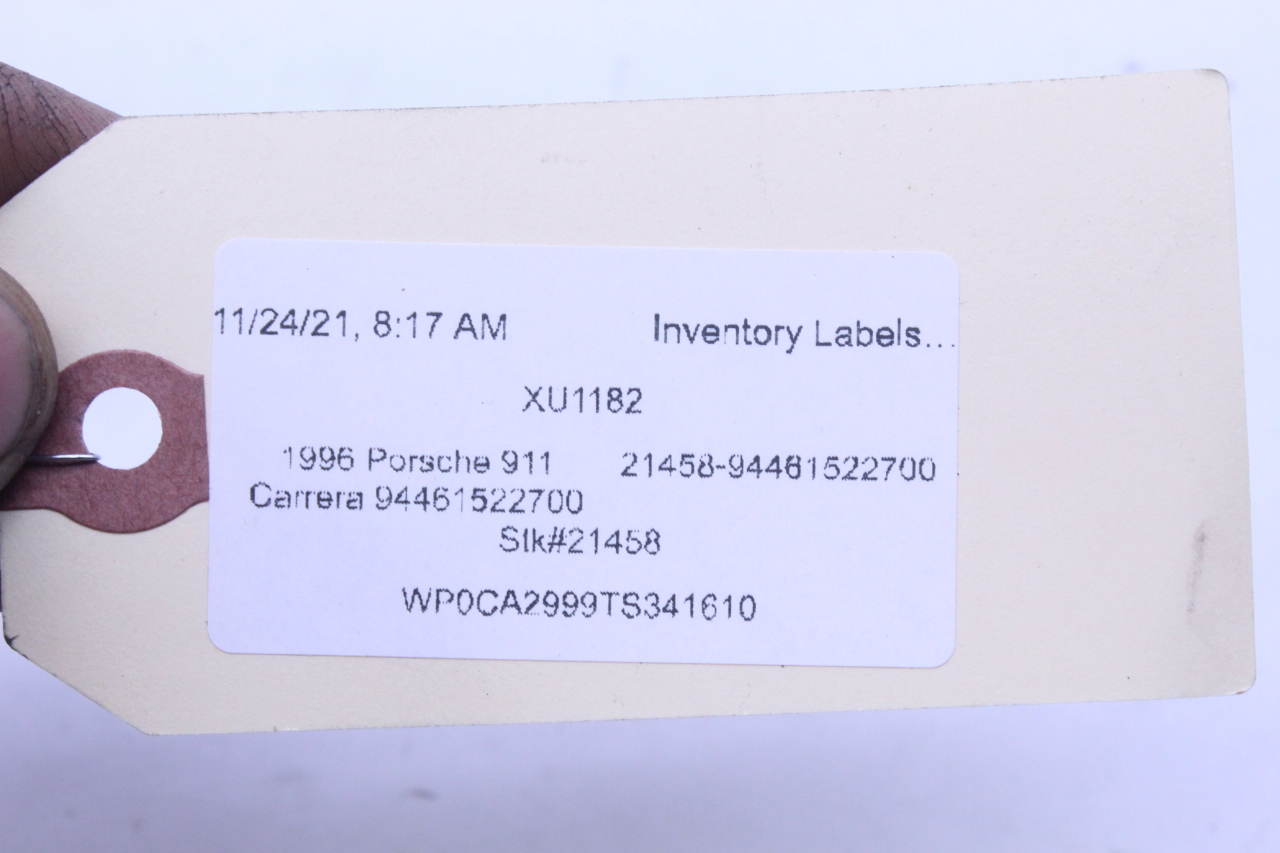 11/24/21, 8:17 AM Inventory Labels...
XU1182
1996 Porsche 911 21458-94461522700
Carrera 94461522700
Stk#21458
WP0CA2999TS341610